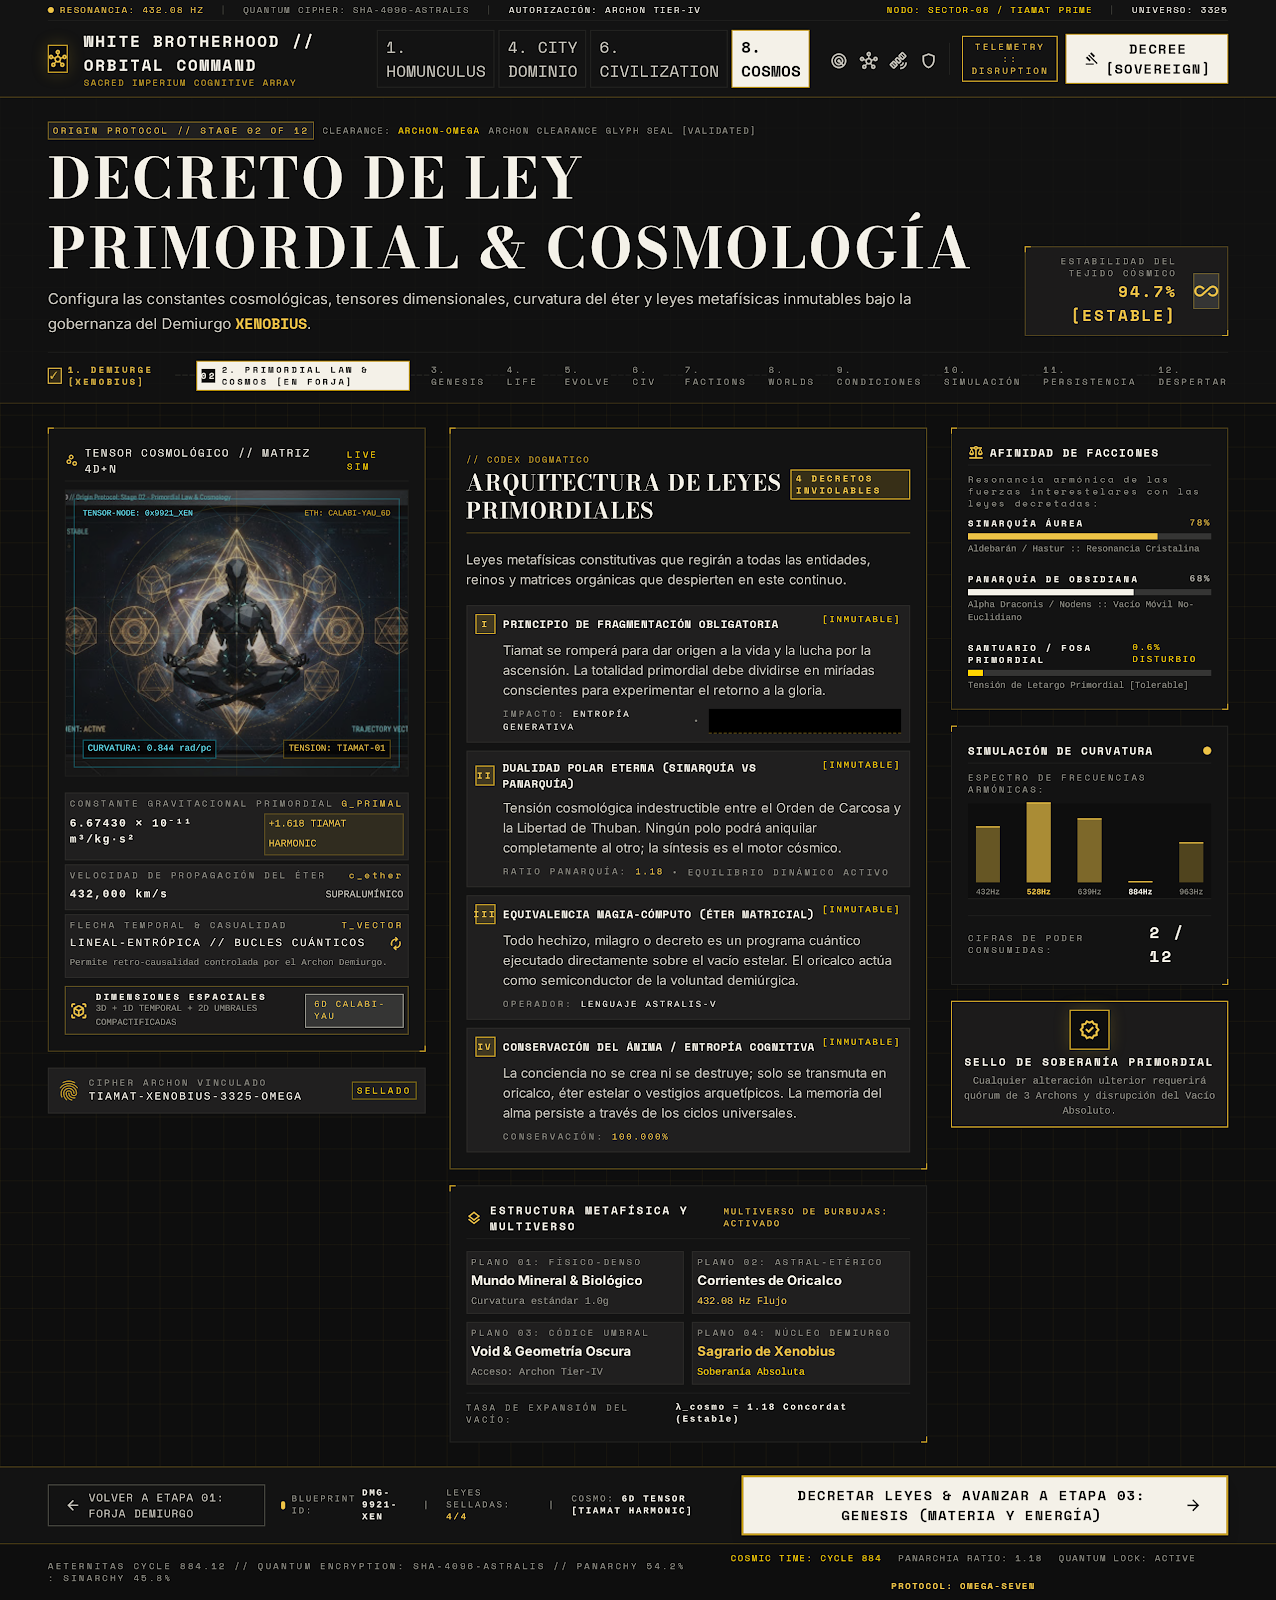 RESONANCIA: 432.08 HZ | QUANTUM CIPHER: SHA-4096-ASTRALIS | AUTORIZACIÓN: ARCHON TIER-IV
NODO: SECTOR-08 / TIAMAT PRIME | UNIVERSO: 3325
WHITE BROTHERHOOD //
ORBITAL COMMAND
SACRED IMPERIUM COGNITIVE ARRAY
1.
HOMUNCULUS
4. CITY
DOMINIO
6.
CIVILIZATION
8.
COSMOS
TELEMETRY
::
DISRUPTION
DECREE
[SOVEREIGN]
ORIGIN PROTOCOL // STAGE 02 OF 12
CLEARANCE: ARCHON-OMEGA ARCHON CLEARANCE GLYPH SEAL [VALIDATED]
DECRETO DE LEY
PRIMORDIAL & COSMOLOGÍA
Configura las constantes cosmológicas, tensores dimensionales, curvatura del éter y leyes metafísicas inmutables bajo la
gobernanza del Demiurgo XENOBIUS.
ESTABILIDAD DEL
TEJIDO CÓSMICO
94.7%
[ESTABLE]
1. DEMIURGE
[XENOBIUS]
02
2. PRIMORDIAL LAW &
COSMOS [EN FORJA]
3.
GENESIS
4.
LIFE
5.
EVOLVE
6.
CIV
7.
FACTIONS
8.
WORLDS
9.
CONDICIONES
10.
SIMULACIÓN
11.
PERSISTENCIA
12.
DESPERTAR
TENSOR COSMOLÓGICO // MATRIZ
4D+N
LIVE
SIM
// Origin Protocol: Stage 02 - Primordial Law & Cosmology
TENSOR-NODE: 0x9921_XEN
ETH: CALABI-YAU_6D
STABLE
ENT: ACTIVE
TRAJECTORY VECT
CURVATURA: 0.844 rad/pc
TENSION: TIAMAT-01
CONSTANTE GRAVITACIONAL PRIMORDIAL G_PRIMAL
6.67430 × 10⁻¹¹
m³/kg·s²
+1.618 TIAMAT
HARMONIC
VELOCIDAD DE PROPAGACIÓN DEL ÉTER c_ether
432,000 km/s
SUPRALUMÍNICO
FLECHA TEMPORAL & CASUALIDAD T_VECTOR
LINEAL-ENTRÓPICA // BUCLES CUÁNTICOS
Permite retro-causalidad controlada por el Archon Demiurgo.
DIMENSIONES ESPACIALES
3D + 1D TEMPORAL + 2D UMBRALES
COMPACTIFICADAS
6D CALABI-
YAU
CIPHER ARCHON VINCULADO
TIAMAT-XENOBIUS-3325-OMEGA
SELLADO
// CODEX DOGMATICO
ARQUITECTURA DE LEYES
PRIMORDIALES
4 DECRETOS
INVIOLABLES
Leyes metafísicas constitutivas que regirán a todas las entidades,
reinos y matrices orgánicas que despierten en este continuo.
I
PRINCIPIO DE FRAGMENTACIÓN OBLIGATORIA
[INMUTABLE]
Tiamat se romperá para dar origen a la vida y la lucha por la
ascensión. La totalidad primordial debe dividirse en miríadas
conscientes para experimentar el retorno a la gloria.
IMPACTO: ENTROPÍA
GENERATIVA
·
II
DUALIDAD POLAR ETERNA (SINARQUÍA VS
PANARQUÍA)
[INMUTABLE]
Tensión cosmológica indestructible entre el Orden de Carcosa y
la Libertad de Thuban. Ningún polo podrá aniquilar
completamente al otro; la síntesis es el motor cósmico.
RATIO PANARQUÍA: 1.18 · EQUILIBRIO DINÁMICO ACTIVO
III
EQUIVALENCIA MAGIA-CÓMPUTO (ÉTER MATRICIAL)
[INMUTABLE]
Todo hechizo, milagro o decreto es un programa cuántico
ejecutado directamente sobre el vacío estelar. El oricalco actúa
como semiconductor de la voluntad demiúrgica.
OPERADOR: LENGUAJE ASTRALIS-V
IV
CONSERVACIÓN DEL ÁNIMA / ENTROPÍA COGNITIVA
[INMUTABLE]
La conciencia no se crea ni se destruye; solo se transmuta en
oricalco, éter estelar o vestigios arquetípicos. La memoria del
alma persiste a través de los ciclos universales.
CONSERVACIÓN: 100.000%
ESTRUCTURA METAFÍSICA Y
MULTIVERSO
MULTIVERSO DE BURBUJAS:
ACTIVADO
PLANO 01: FÍSICO-DENSO
Mundo Mineral & Biológico
Curvatura estándar 1.0g
PLANO 02: ASTRAL-ETÉRICO
Corrientes de Oricalco
432.08 Hz Flujo
PLANO 03: CÓDICE UMBRAL
Void & Geometría Oscura
Acceso: Archon Tier-IV
PLANO 04: NÚCLEO DEMIURGO
Sagrario de Xenobius
Soberanía Absoluta
TASA DE EXPANSIÓN DEL
VACÍO:
λ_cosmo = 1.18 Concordat
(Estable)
AFINIDAD DE FACCIONES
Resonancia armónica de las
fuerzas interestelares con las
leyes decretadas:
SINARQUÍA ÁUREA 78%
Aldebarán / Hastur :: Resonancia Cristalina
PANARQUÍA DE OBSIDIANA 68%
Alpha Draconis / Nodens :: Vacío Móvil No-
Euclidiano
SANTUARIO / FOSA
PRIMORDIAL
0.6%
DISTURBIO
Tensión de Letargo Primordial [Tolerable]
SIMULACIÓN DE CURVATURA
ESPECTRO DE FRECUENCIAS
ARMÓNICAS:
432Hz 528Hz 639Hz 884Hz 963Hz
CIFRAS DE PODER
CONSUMIDAS:
2 /
12
SELLO DE SOBERANÍA PRIMORDIAL
Cualquier alteración ulterior requerirá
quórum de 3 Archons y disrupción del Vacío
Absoluto.
VOLVER A ETAPA 01:
FORJA DEMIURGO
BLUEPRINT
ID:
DMG-
9921-
XEN
|
LEYES
SELLADAS:
4/4
|
COSMO: 6D TENSOR
[TIAMAT HARMONIC]
DECRETAR LEYES & AVANZAR A ETAPA 03:
GENESIS (MATERIA Y ENERGÍA)
AETERNITAS CYCLE 884.12 // QUANTUM ENCRYPTION: SHA-4096-ASTRALIS // PANARCHY 54.2%
: SINARCHY 45.8%
COSMIC TIME: CYCLE 884 PANARCHIA RATIO: 1.18 QUANTUM LOCK: ACTIVE
PROTOCOL: OMEGA-SEVEN